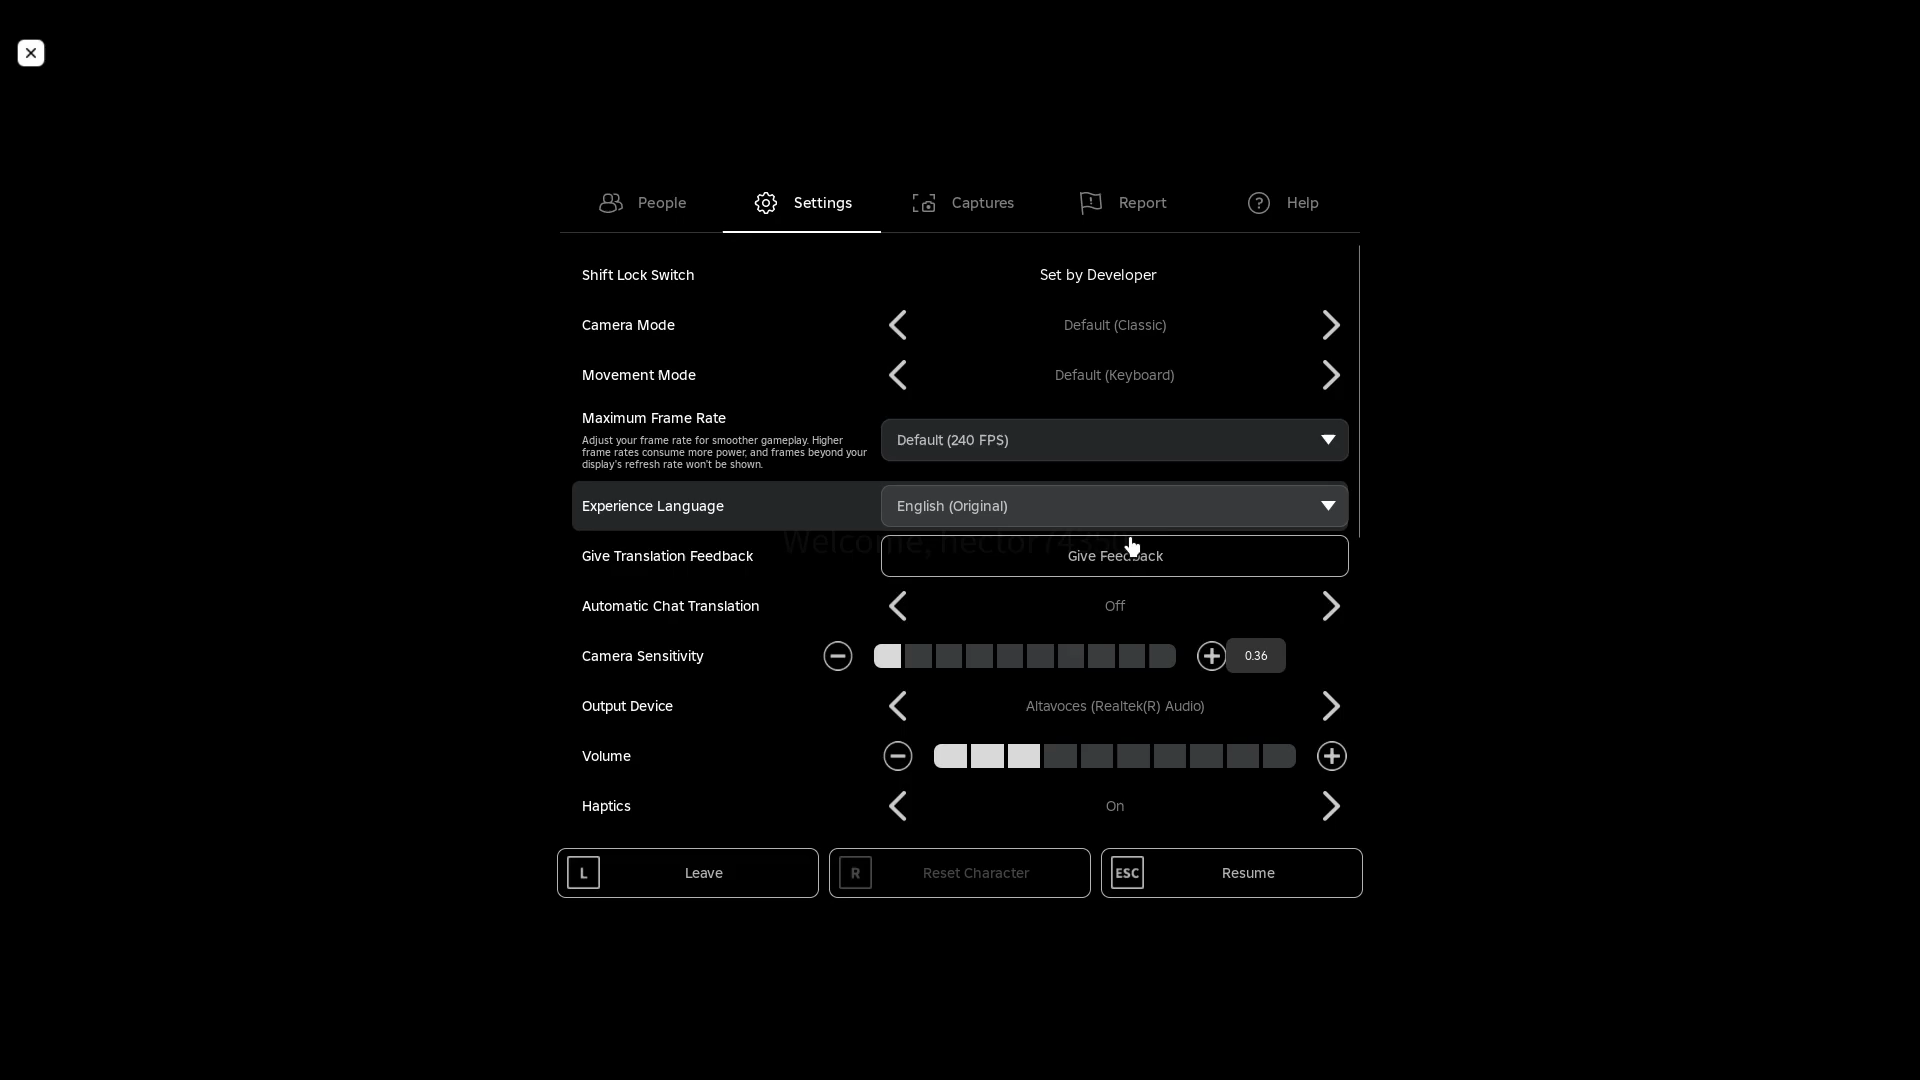 People
Settings
Captures
Report
Help
Shift Lock Switch
Set by Developer
Camera Mode
Default (Classic)
Movement Mode
Default (Keyboard)
Maximum Frame Rate
Adjust your frame rate for smoother gameplay. Higher
frame rates consume more power, and frames beyond your
display's refresh rate won't be shown.
Default (240 FPS)
Experience Language
English (Original)
Welcome,
Give Translation Feedback
Give Feedback
Automatic Chat Translation
Off
Camera Sensitivity
0.36
Output Device
Altavoces (Realtek(R) Audio)
Volume
Haptics
On
L
Leave
R
Reset Character
ESC
Resume